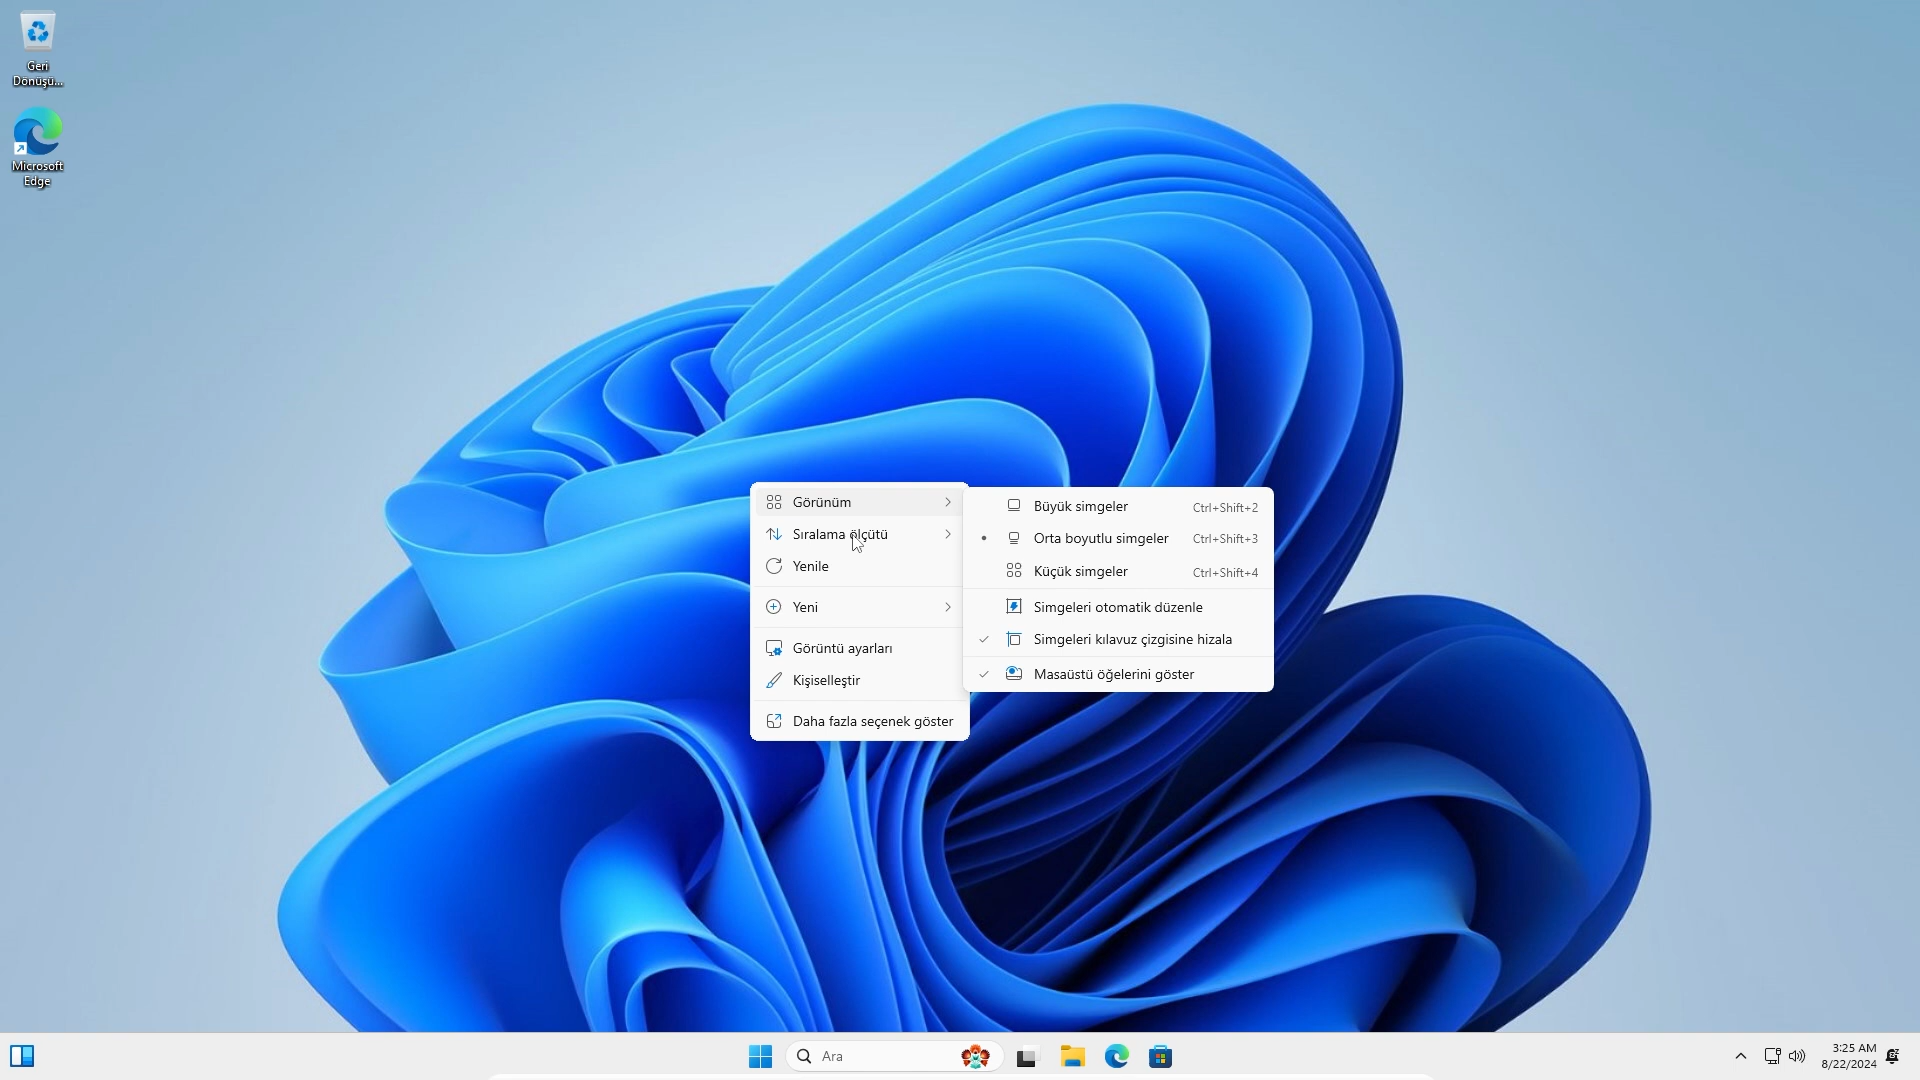 Geri
Dönüşü...
Microsoft
Edge
Görünüm
Sıralama ölçütü
Yenile
Yeni
Görüntü ayarları
Kişiselleştir
Daha fazla seçenek göster
Büyük simgeler Ctrl+Shift+2
Orta boyutlu simgeler Ctrl+Shift+3
Küçük simgeler Ctrl+Shift+4
Simgeleri otomatik düzenle
Simgeleri kılavuz çizgisine hizala
Masaüstü öğelerini göster
Ara
3:25 AM
8/22/2024